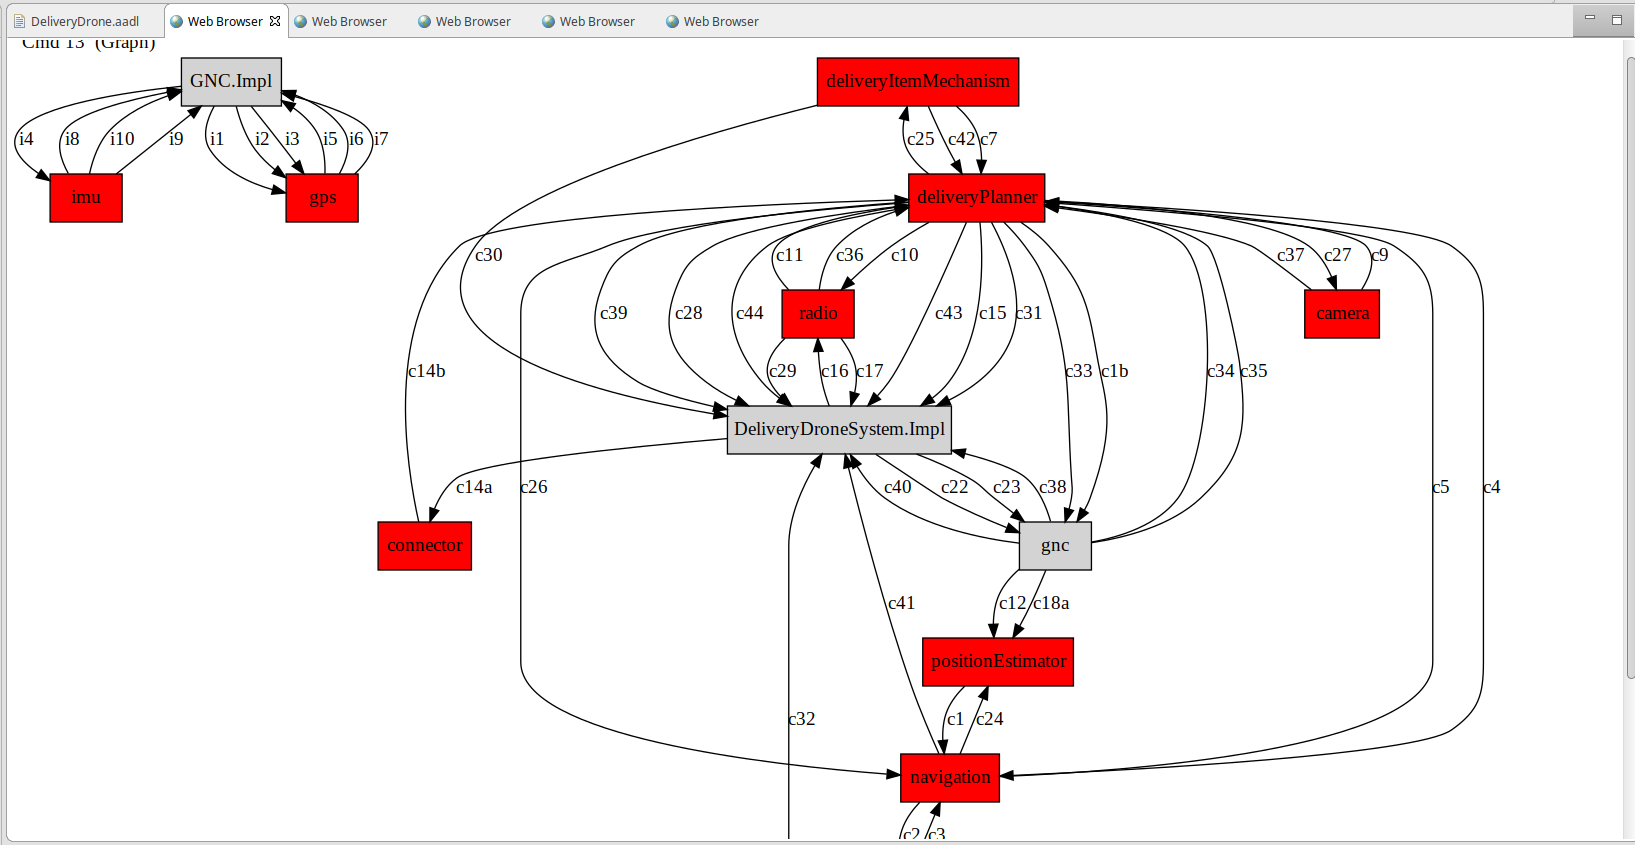 DeliveryDrone.aadl
Web Browser
Web Browser
Web Browser
Web Browser
Web Browser
Cmd 13 (Graph)
GNC.Impl
deliveryItemMechanism
i4
i8
i10
i9
i1
i2
i3
i5
i6
i7
c25
c42
c7
imu
gps
deliveryPlanner
c30
c11
c36
c10
c37
c27
c9
c39
c28
c44
radio
c43
c15
c31
camera
c14b
c29
c16
c17
c33
c1b
c34
c35
DeliveryDroneSystem.Impl
c14a
c26
c40
c22
c23
c38
c5
c4
connector
gnc
c41
c12
c18a
positionEstimator
c32
c1
c24
navigation
c2
c3